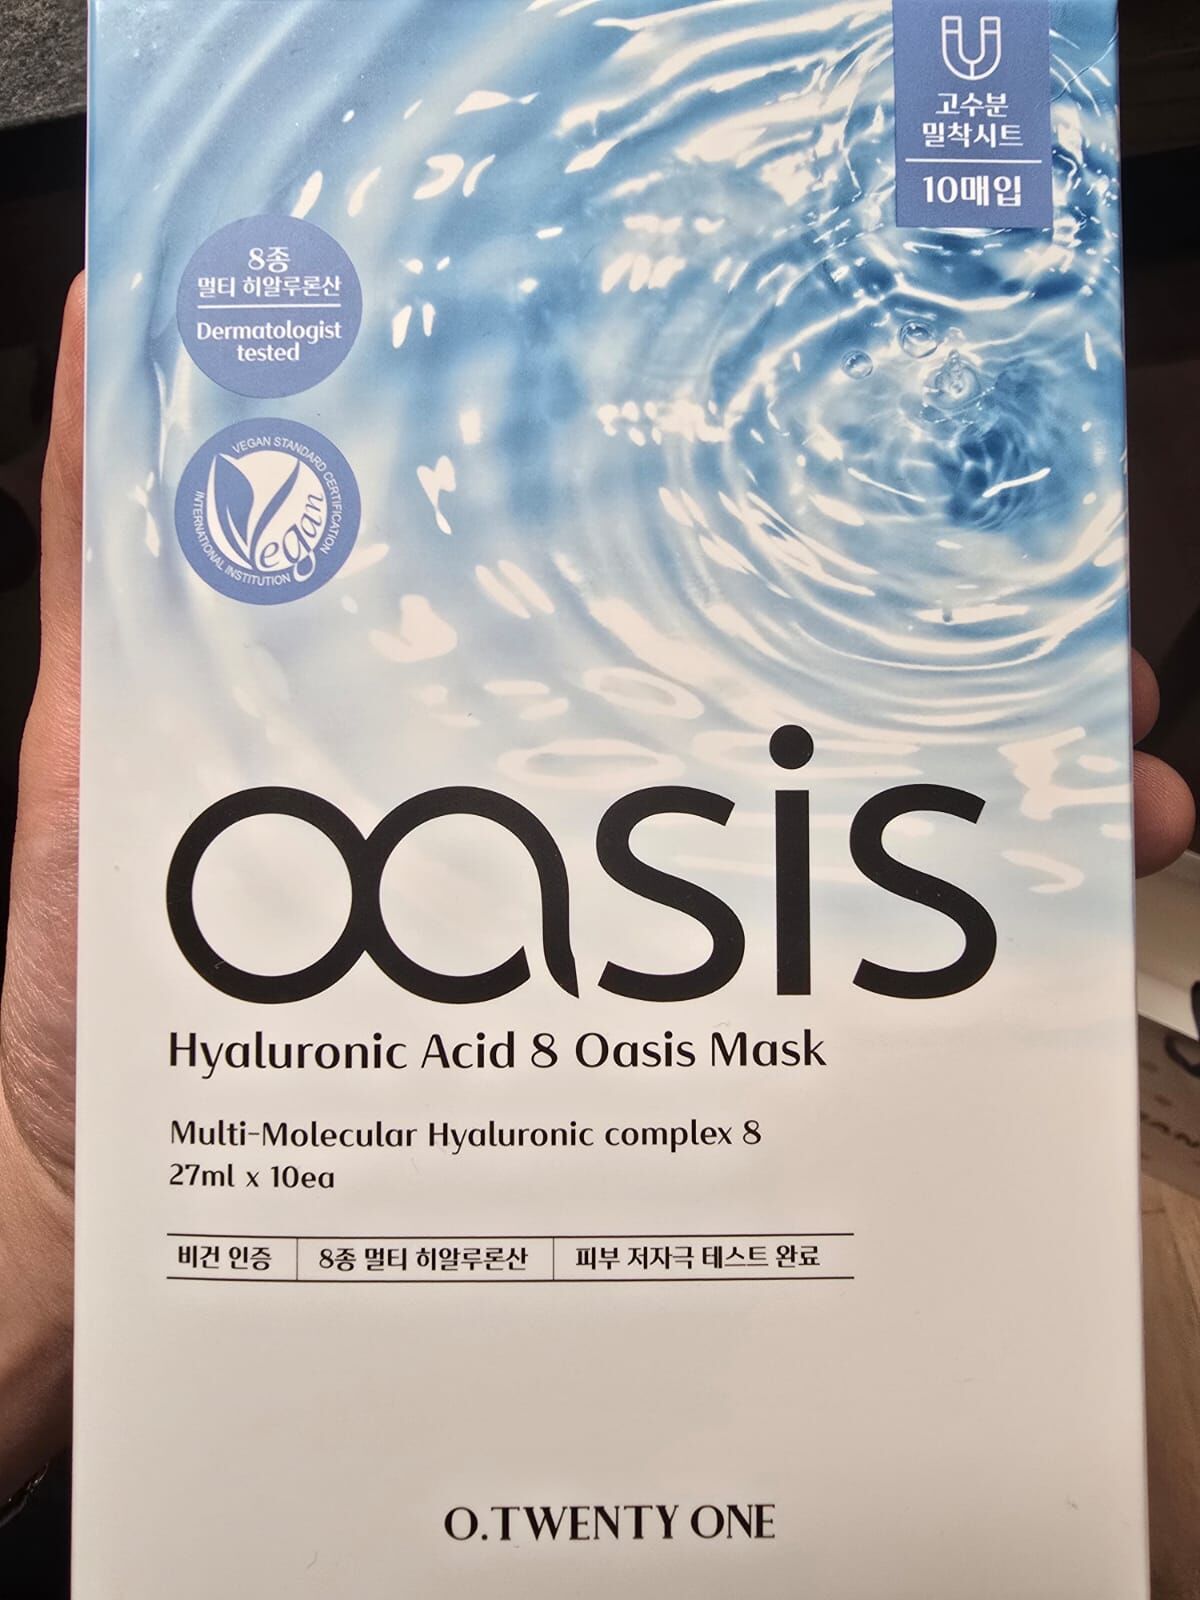 고수분
밀착시트
10매입
8종
멀티 히알루론산
Dermatologist
tested
VEGAN STANDARD CERTIFICATION
INTERNATIONAL INSTITUTION
Vegan
oasis
Hyaluronic Acid 8 Oasis Mask
Multi-Molecular Hyaluronic complex 8
27ml x 10ea
비건 인증 8종 멀티 히알루론산 피부 저자극 테스트 완료
O.TWENTY ONE